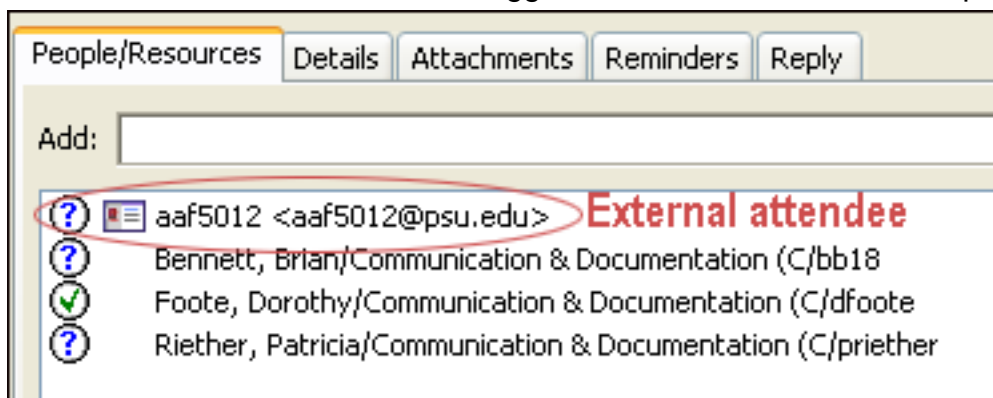 People/Resources Details Attachments Reminders Reply
Add:
? aaf5012 <aaf5012@psu.edu> External attendee
? Bennett, Brian/Communication & Documentation (C/bb18
Foote, Dorothy/Communication & Documentation (C/dfoote
? Riether, Patricia/Communication & Documentation (C/priether